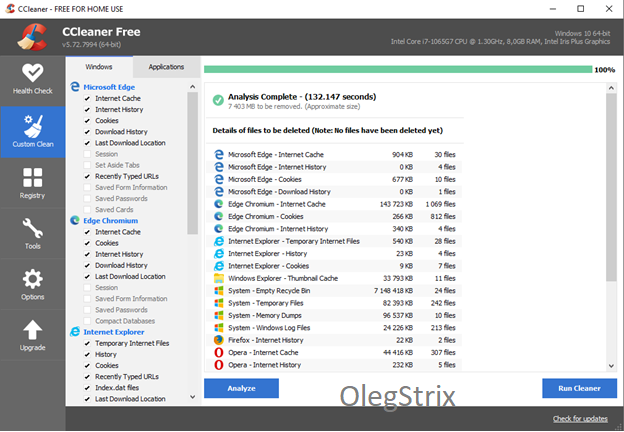 CCleaner - FREE FOR HOME USE
CCleaner Free
v5.72.7994 (64-bit)
Windows 10 64-bit
Intel Core i7-1065G7 CPU @ 1.30GHz, 8,0GB RAM, Intel Iris Plus Graphics
Health Check
Custom Clean
Registry
Tools
Options
Upgrade
Windows
Applications
Microsoft Edge
Internet Cache
Internet History
Cookies
Download History
Last Download Location
Session
Set Aside Tabs
Recently Typed URLs
Saved Form Information
Saved Passwords
Saved Cards
Edge Chromium
Internet Cache
Cookies
Internet History
Download History
Last Download Location
Session
Saved Form Information
Saved Passwords
Compact Databases
Internet Explorer
Temporary Internet Files
History
Cookies
Recently Typed URLs
Index.dat files
Last Download Location
100%
Analysis Complete - (132.147 seconds)
7 403 MB to be removed. (Approximate size)
Details of files to be deleted (Note: No files have been deleted yet)
Microsoft Edge - Internet Cache 904 KB 30 files
Microsoft Edge - Internet History 0 KB 4 files
Microsoft Edge - Cookies 677 KB 10 files
Microsoft Edge - Download History 0 KB 1 files
Edge Chromium - Internet Cache 143 723 KB 1 069 files
Edge Chromium - Cookies 266 KB 812 files
Edge Chromium - Internet History 340 KB 4 files
Internet Explorer - Temporary Internet Files 540 KB 28 files
Internet Explorer - History 23 KB 4 files
Internet Explorer - Cookies 9 KB 7 files
Windows Explorer - Thumbnail Cache 33 793 KB 11 files
System - Empty Recycle Bin 7 148 418 KB 24 files
System - Temporary Files 82 393 KB 242 files
System - Memory Dumps 96 537 KB 10 files
System - Windows Log Files 24 226 KB 213 files
Firefox - Internet History 22 KB 2 files
Opera - Internet Cache 44 416 KB 307 files
Opera - Internet History 232 KB 5 files
Analyze
OlegStrix
Run Cleaner
Check for updates